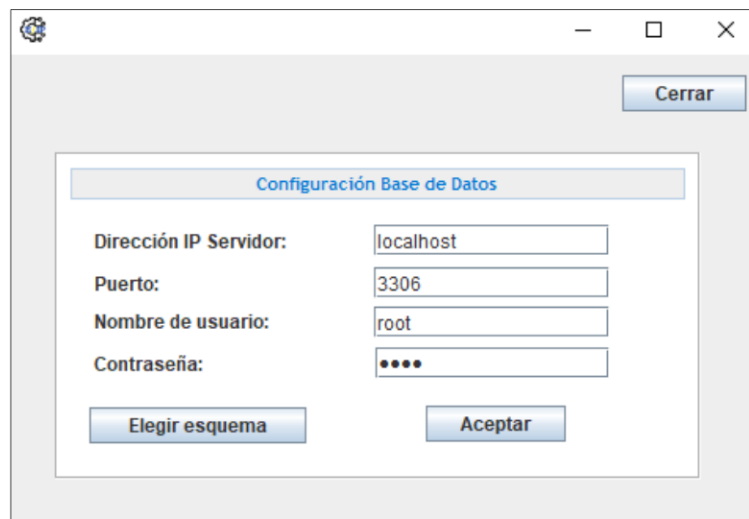 Cerrar
Configuración Base de Datos
Dirección IP Servidor: localhost
Puerto: 3306
Nombre de usuario: root
Contraseña: ••••
Elegir esquema Aceptar